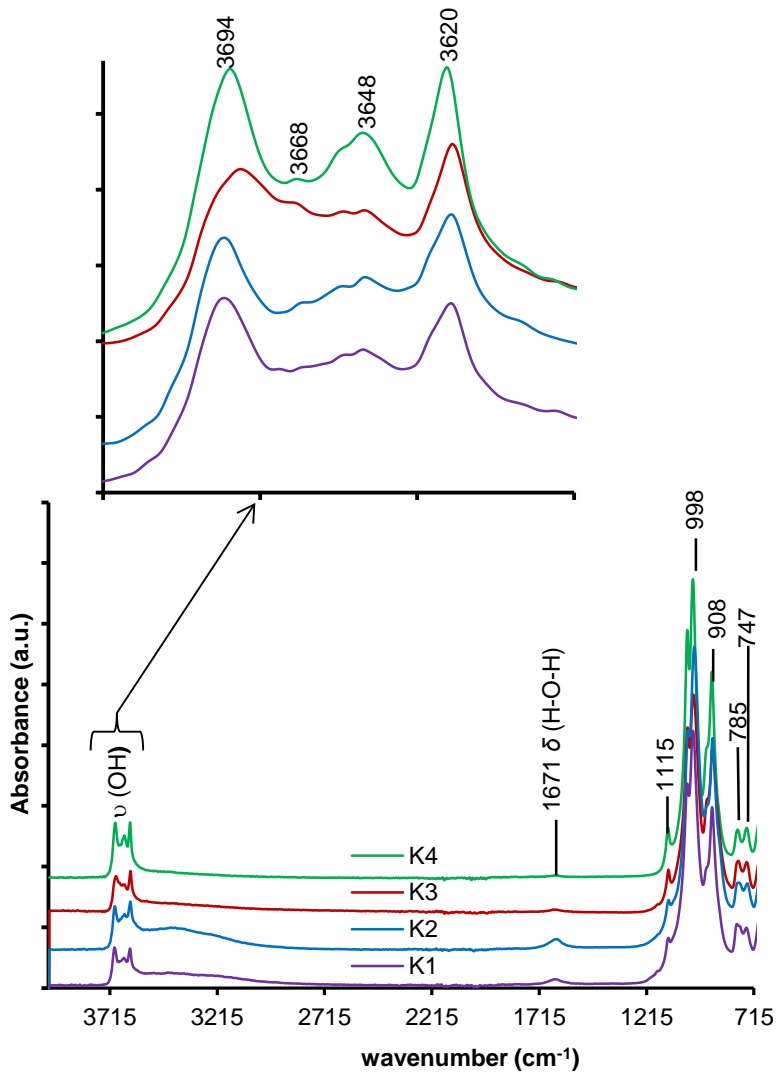 3694
3668
3648
3620
998
908
747
785
1115
1671 δ (H-O-H)
υ (OH)
Absorbance (a.u.)
K4
K3
K2
K1
3715 3215 2715 2215 1715 1215 715
wavenumber (cm⁻¹)